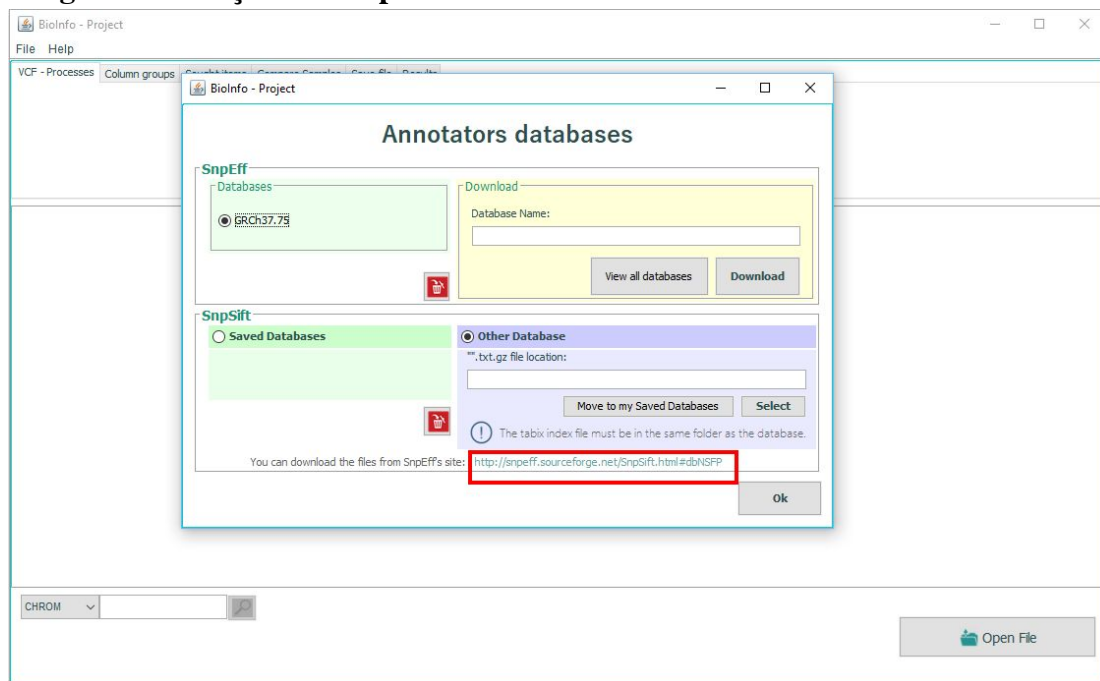 BioInfo - Project
File Help
VCF - Processes Column groups
BioInfo - Project
Annotators databases
SnpEff
Databases
GRCh37.75
Download
Database Name:
View all databases Download
SnpSift
Saved Databases
Other Database
"".txt.gz file location:
Move to my Saved Databases Select
The tabix index file must be in the same folder as the database.
You can download the files from SnpEff's site: http://snpeff.sourceforge.net/SnpSift.html#dbNSFP
Ok
CHROM
Open File